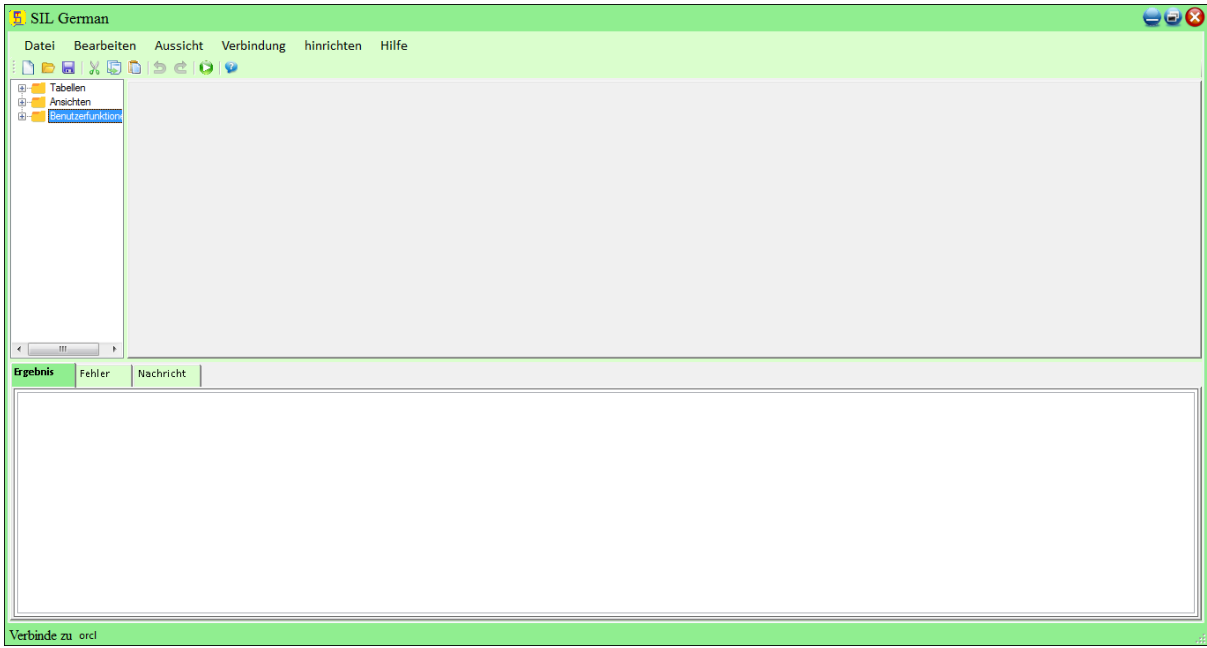 SIL German
Datei Bearbeiten Aussicht Verbindung hinrichten Hilfe
Tabellen
Ansichten
Benutzerfunktione
Ergebnis Fehler Nachricht
Verbinde zu orcl